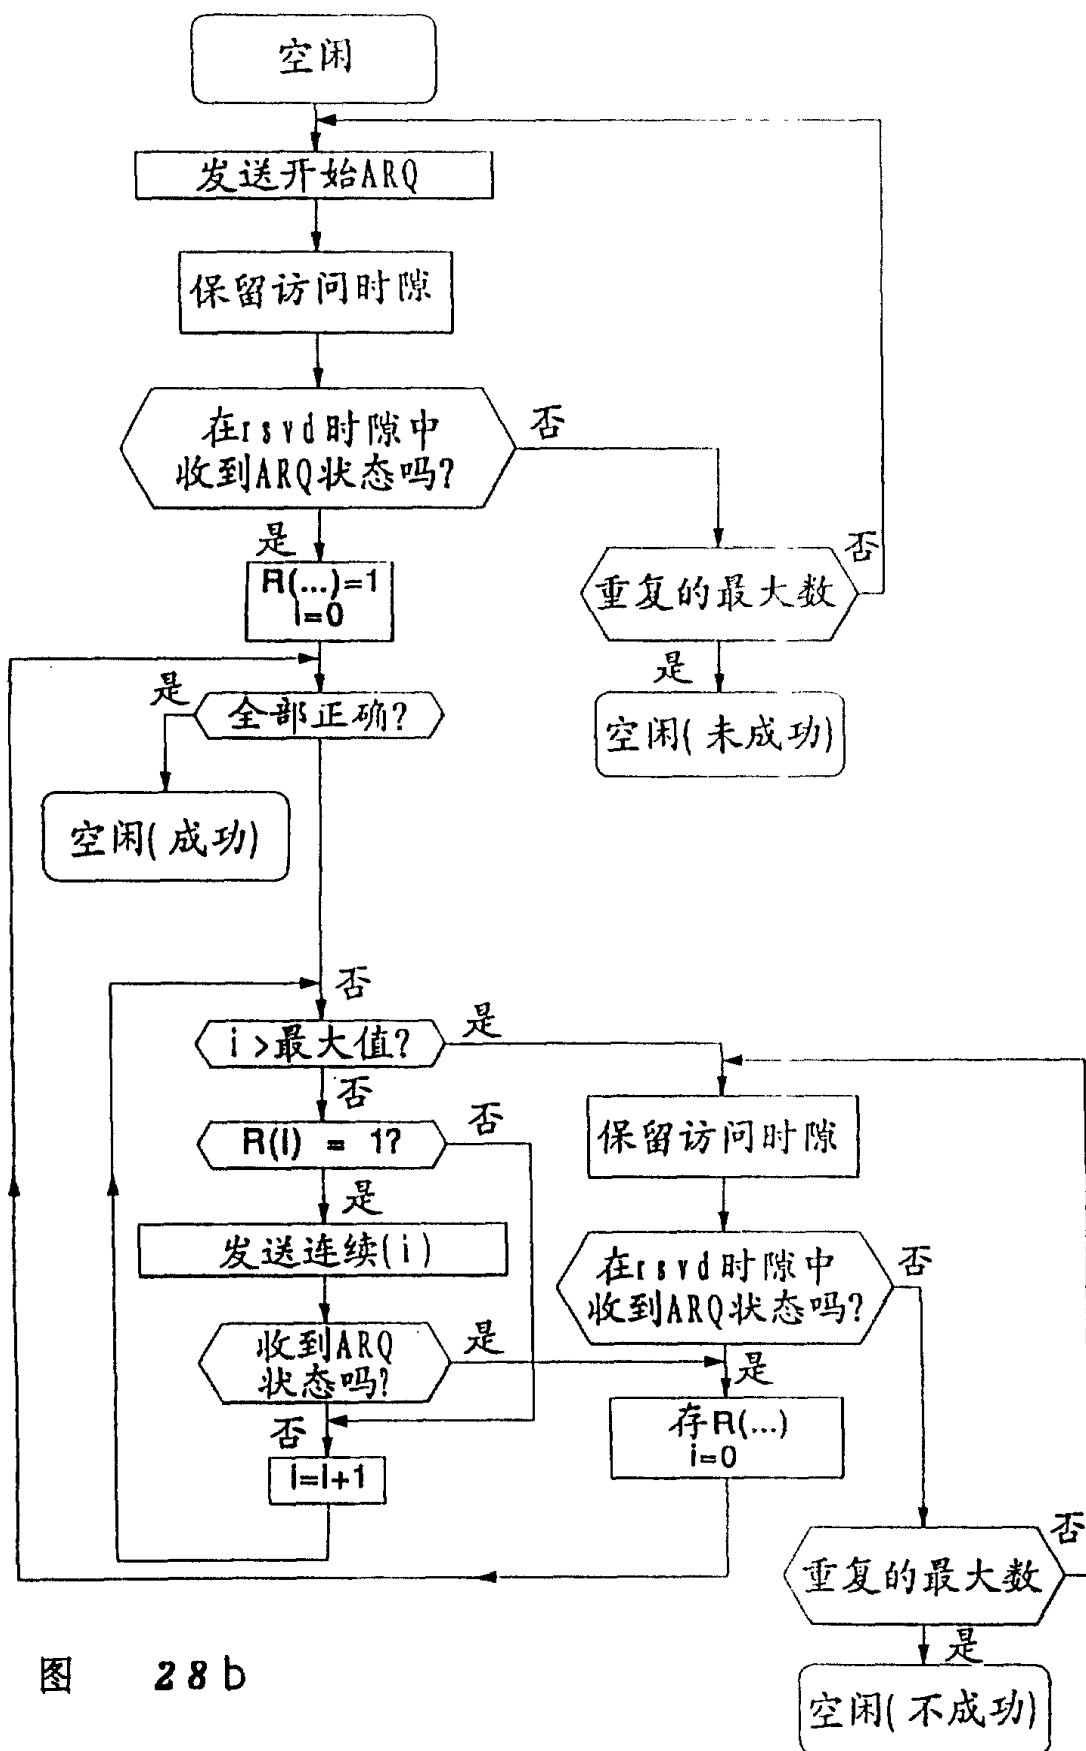 空闲
发送开始ARQ
保留访问时隙
在rsvd时隙中
收到ARQ状态吗?
否
是
R(...)=1
i=0
重复的最大数
否
是
空闲(未成功)
全部正确?
是
空闲(成功)
否
i>最大值?
是
否
R(I) = 1?
否
是
发送连续(i)
收到ARQ
状态吗?
是
否
I=I+1
保留访问时隙
在rsvd时隙中
收到ARQ状态吗?
否
是
存R(...)
i=0
重复的最大数
否
是
空闲(不成功)
图 28b